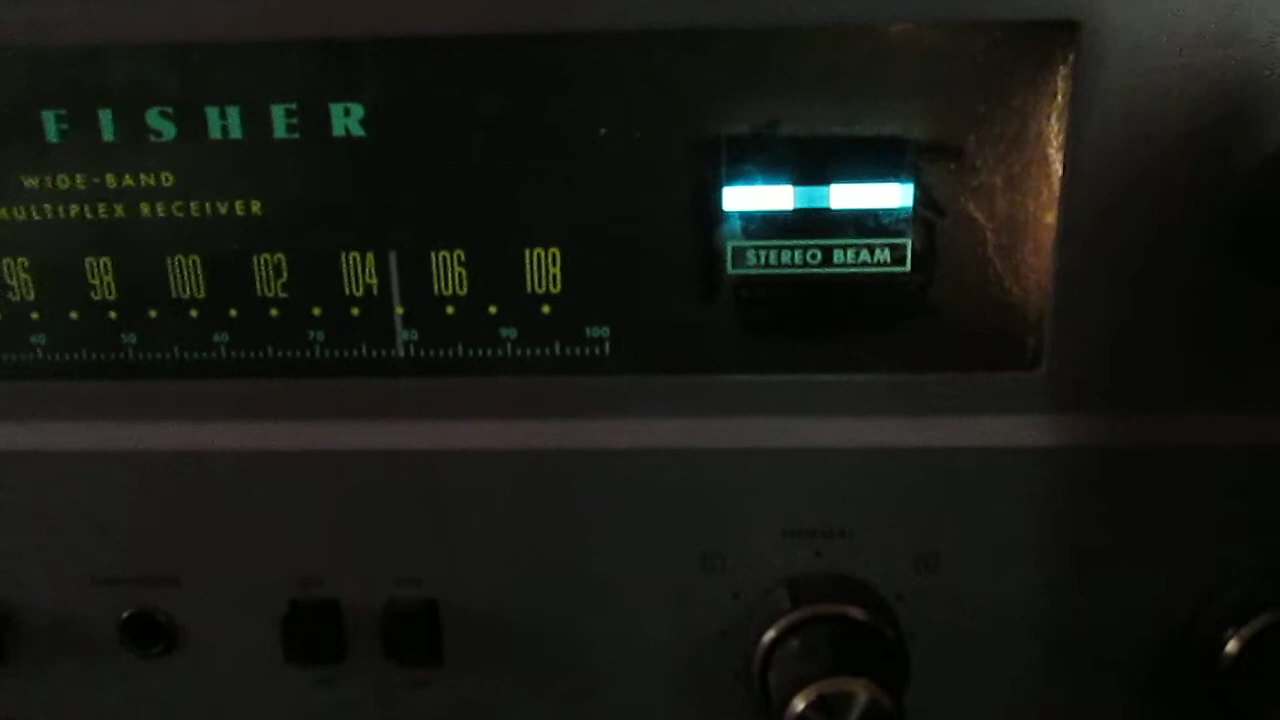 FISHER
WIDE-BAND
MULTIPLEX RECEIVER
96 98 100 102 104 106 108
40 50 60 70 80 90 100
STEREO BEAM
NORMAL